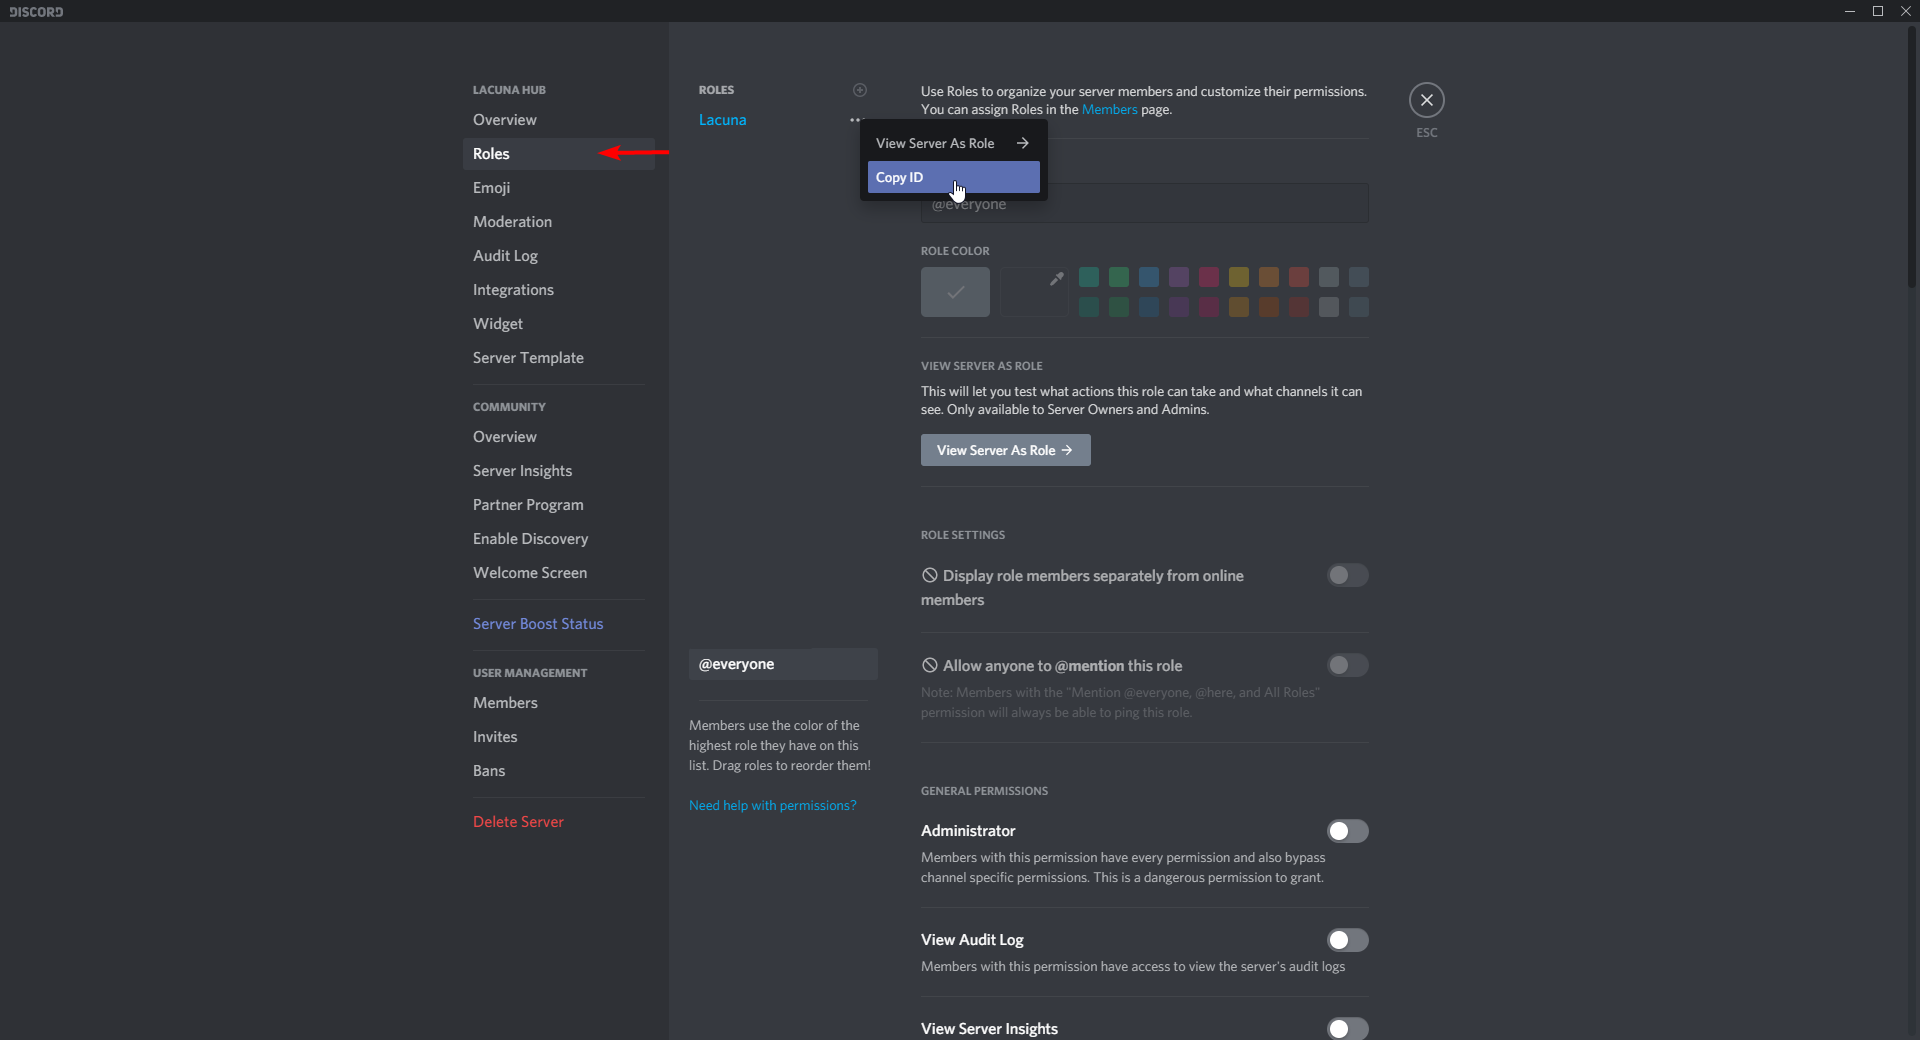 DISCORD
LACUNA HUB
Overview
Roles
Emoji
Moderation
Audit Log
Integrations
Widget
Server Template
COMMUNITY
Overview
Server Insights
Partner Program
Enable Discovery
Welcome Screen
Server Boost Status
USER MANAGEMENT
Members
Invites
Bans
Delete Server
ROLES
Lacuna
View Server As Role
Copy ID
@everyone
Members use the color of the
highest role they have on this
list. Drag roles to reorder them!
Need help with permissions?
Use Roles to organize your server members and customize their permissions.
You can assign Roles in the Members page.
@everyone
ROLE COLOR
VIEW SERVER AS ROLE
This will let you test what actions this role can take and what channels it can
see. Only available to Server Owners and Admins.
View Server As Role
ROLE SETTINGS
Display role members separately from online
members
Allow anyone to @mention this role
Note: Members with the "Mention @everyone, @here, and All Roles"
permission will always be able to ping this role.
GENERAL PERMISSIONS
Administrator
Members with this permission have every permission and also bypass
channel specific permissions. This is a dangerous permission to grant.
View Audit Log
Members with this permission have access to view the server's audit logs
View Server Insights
ESC